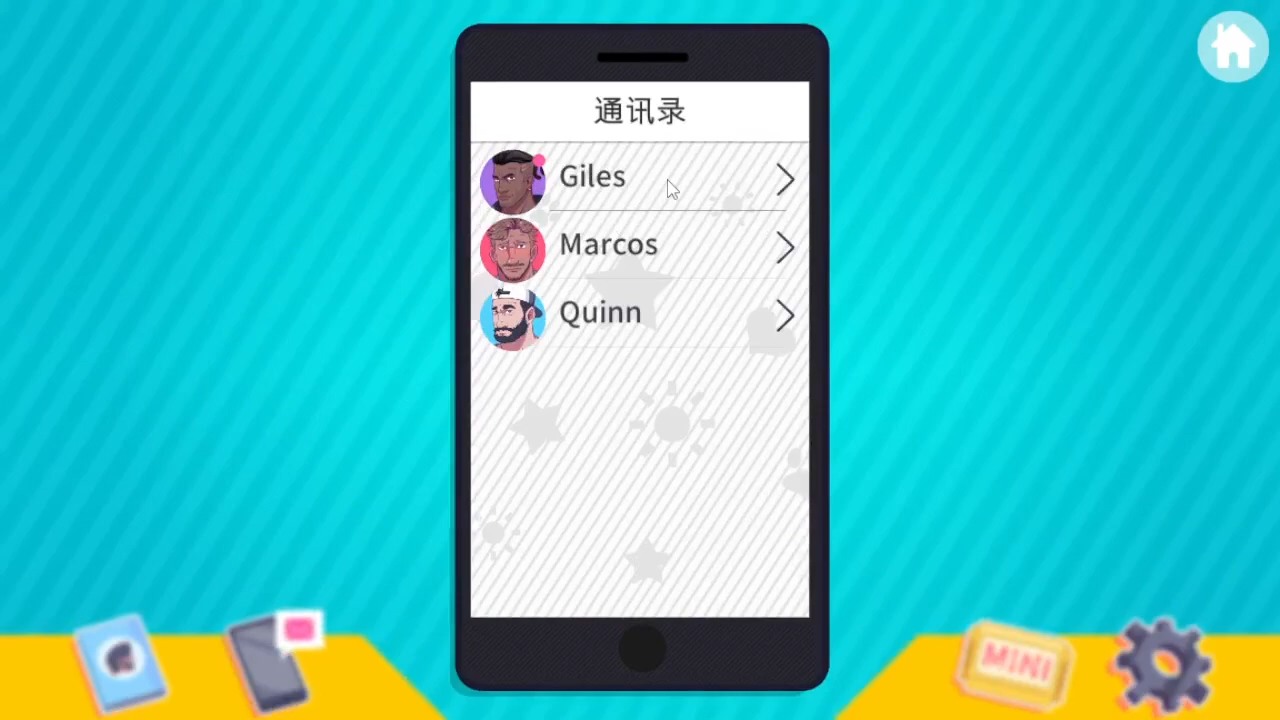 通讯录
Giles
Marcos
Quinn
MINI